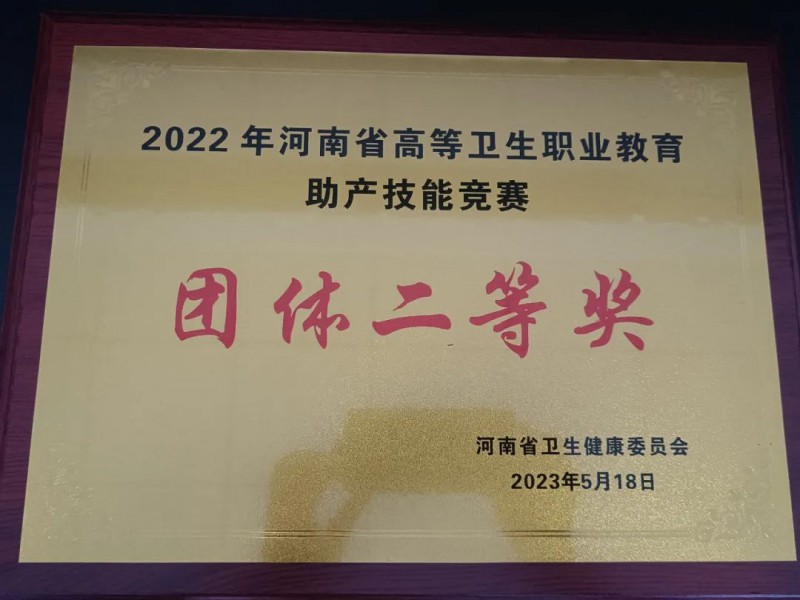 2022年河南省高等卫生职业教育
助产技能竞赛
团体二等奖
河南省卫生健康委员会
2023年5月18日